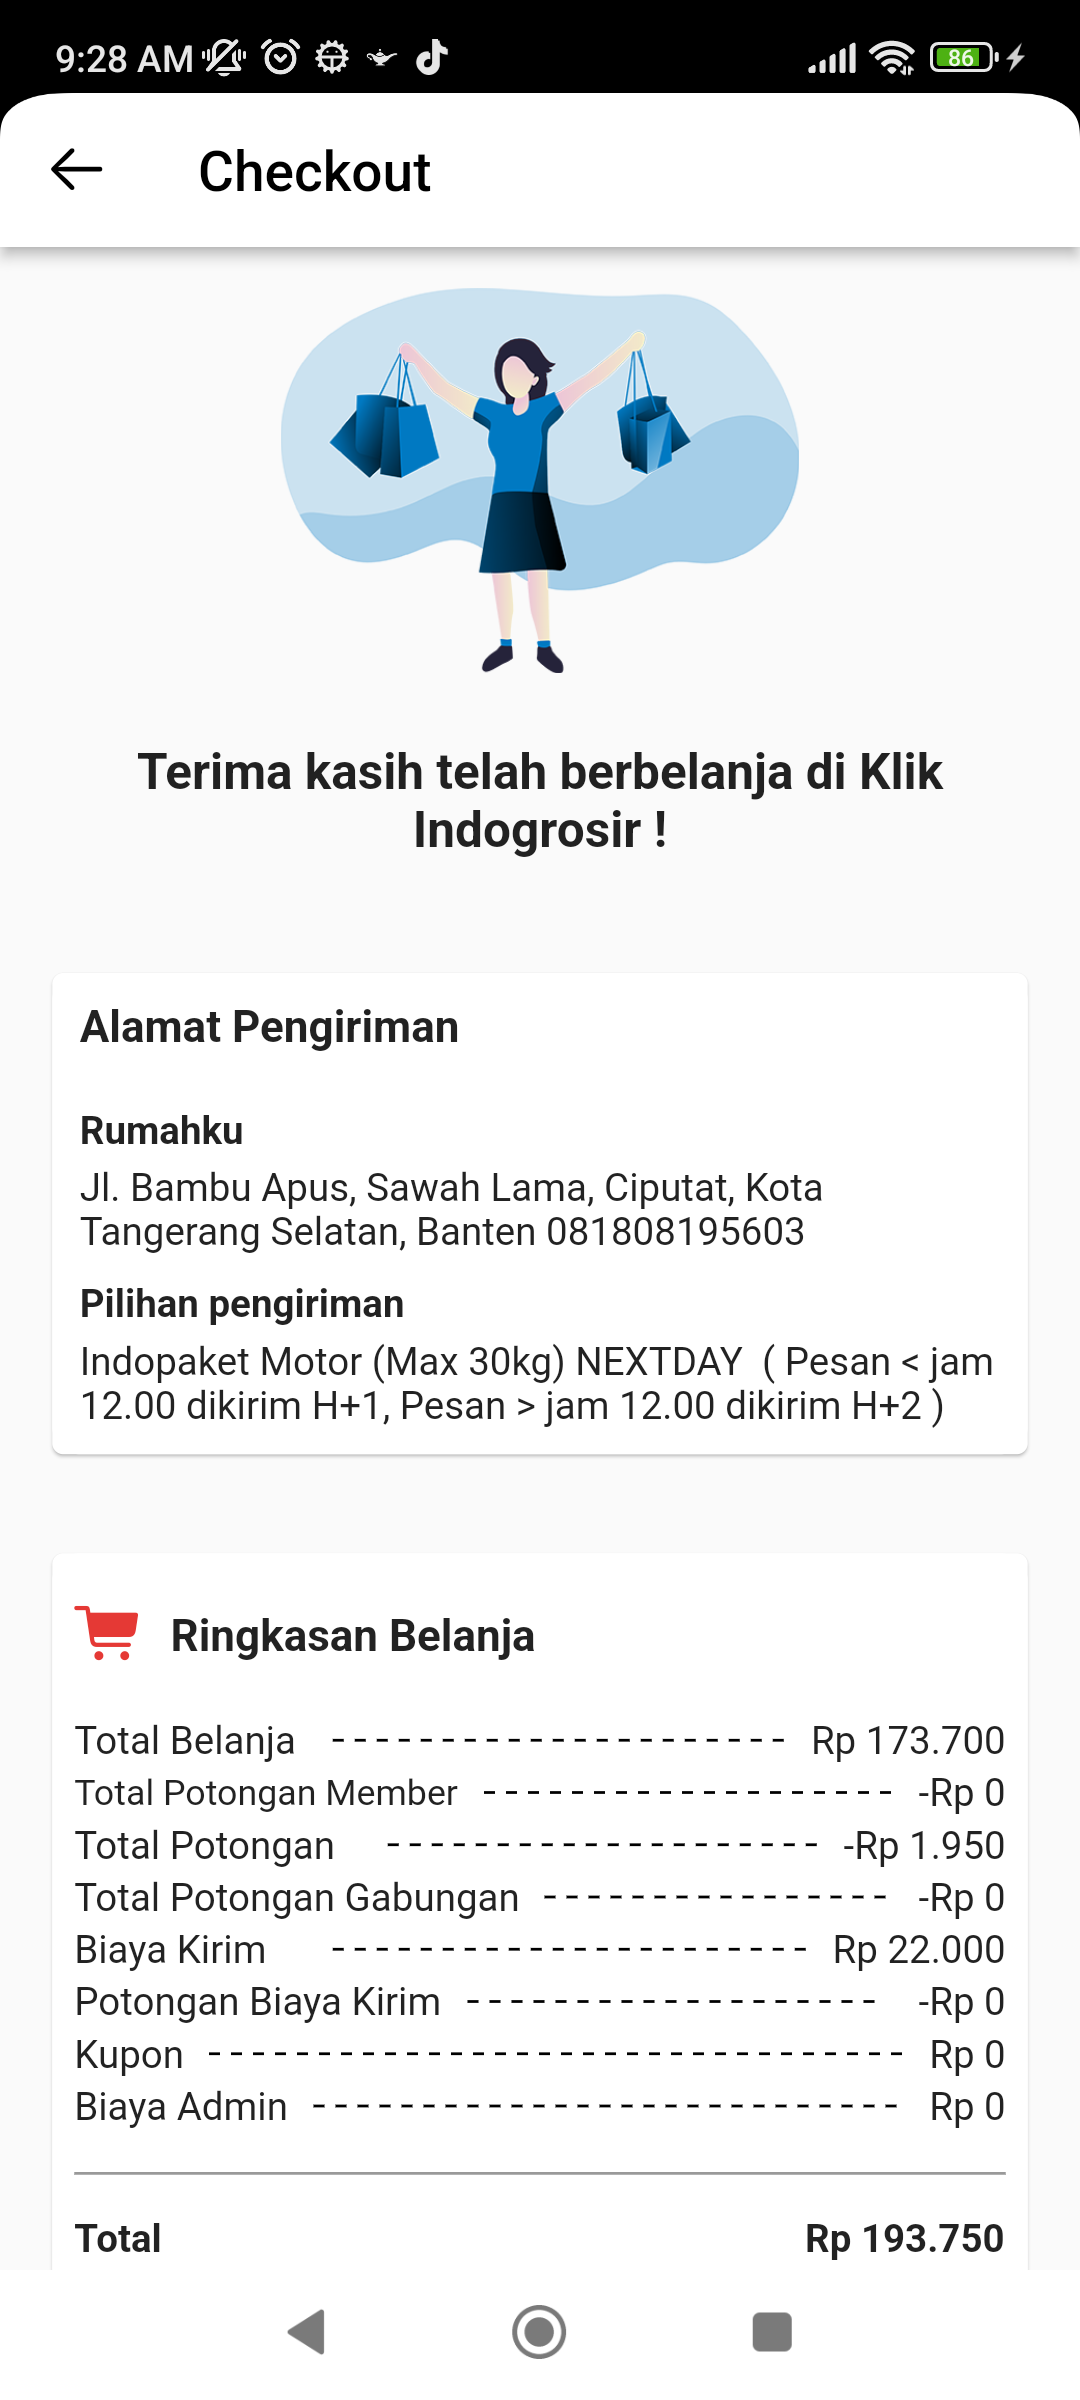 9:28 AM
86
Checkout
Terima kasih telah berbelanja di Klik
Indogrosir !
Alamat Pengiriman
Rumahku
Jl. Bambu Apus, Sawah Lama, Ciputat, Kota
Tangerang Selatan, Banten 081808195603
Pilihan pengiriman
Indopaket Motor (Max 30kg) NEXTDAY  ( Pesan < jam
12.00 dikirim H+1, Pesan > jam 12.00 dikirim H+2 )
Ringkasan Belanja
Total Belanja Rp 173.700
Total Potongan Member -Rp 0
Total Potongan -Rp 1.950
Total Potongan Gabungan -Rp 0
Biaya Kirim Rp 22.000
Potongan Biaya Kirim -Rp 0
Kupon Rp 0
Biaya Admin Rp 0
Total Rp 193.750